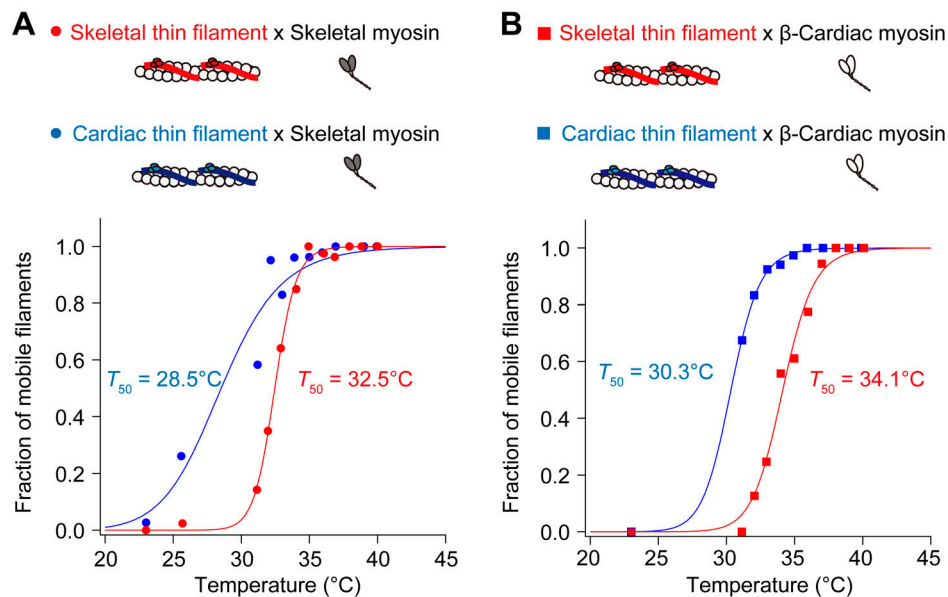 A
Skeletal thin filament x Skeletal myosin
Cardiac thin filament x Skeletal myosin
1.0
0.8
0.6
0.4
0.2
0.0
Fraction of mobile filaments
T50 = 28.5°C
T50 = 32.5°C
20 25 30 35 40 45
Temperature (°C)
B
Skeletal thin filament x β-Cardiac myosin
Cardiac thin filament x β-Cardiac myosin
1.0
0.8
0.6
0.4
0.2
0.0
Fraction of mobile filaments
T50 = 30.3°C
T50 = 34.1°C
20 25 30 35 40 45
Temperature (°C)